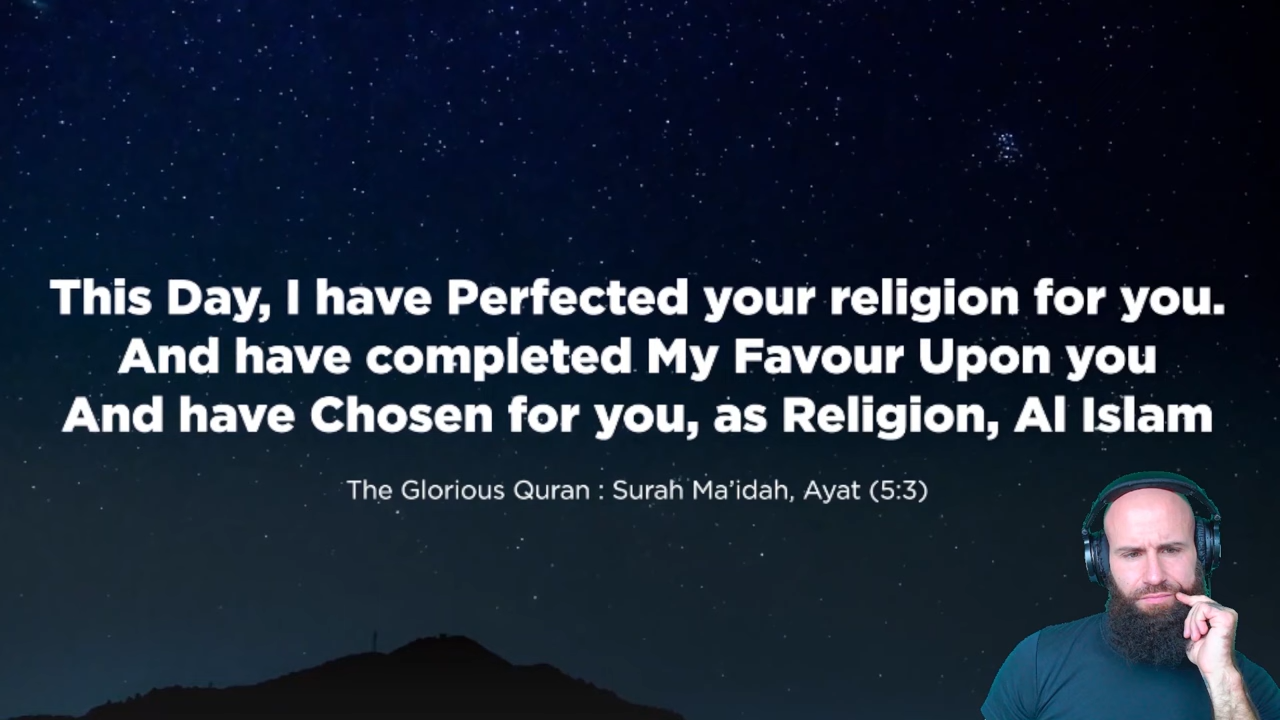 This Day, I have Perfected your religion for you.
And have completed My Favour Upon you
And have Chosen for you, as Religion, Al Islam
The Glorious Quran : Surah Ma’idah, Ayat (5:3)